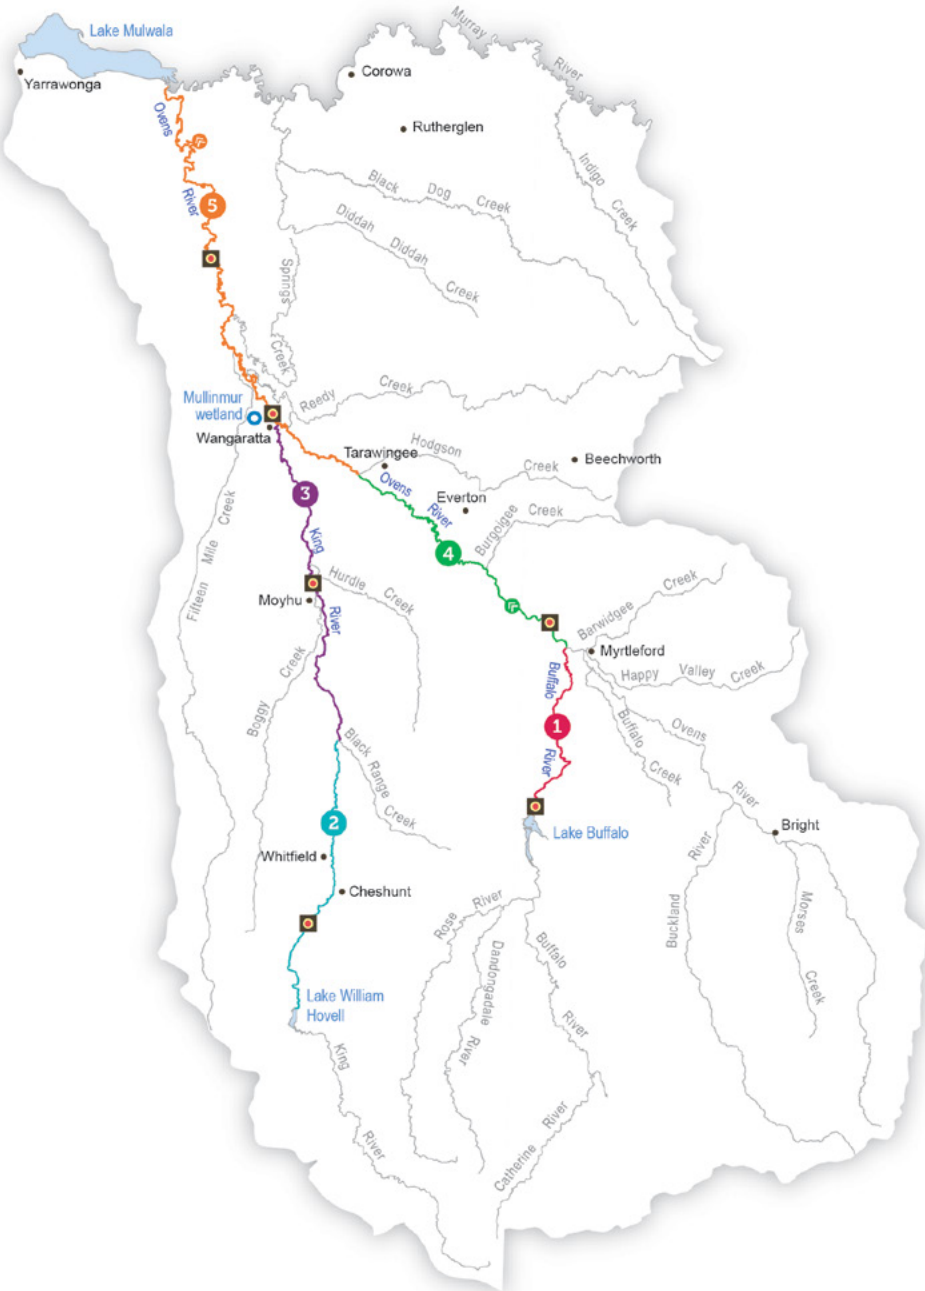 Lake Mulwala
Murray
River
Yarrawonga
Corowa
Ovens
River
Rutherglen
5
Indigo
Creek
Black Dog Creek
Diddah Diddah Creek
Springs
Creek
Reedy Creek
Mullinmur
wetland
Wangaratta
Tarawingee
Hodgson Creek
Beechworth
Ovens
River
Everton
Burgoigee Creek
3
4
King
River
Fifteen Mile Creek
Hurdle Creek
Moyhu
Boggy Creek
Barwidgee Creek
Myrtleford
Happy Valley Creek
Buffalo
River
1
Buffalo
Creek
Ovens
River
Black Range
Creek
2
Lake Buffalo
Bright
Whitfield
Cheshunt
Rose River
Dandongadale
River
Buffalo
River
Buckland
River
Morses
Creek
Lake William
Hovell
King
River
Catherine River